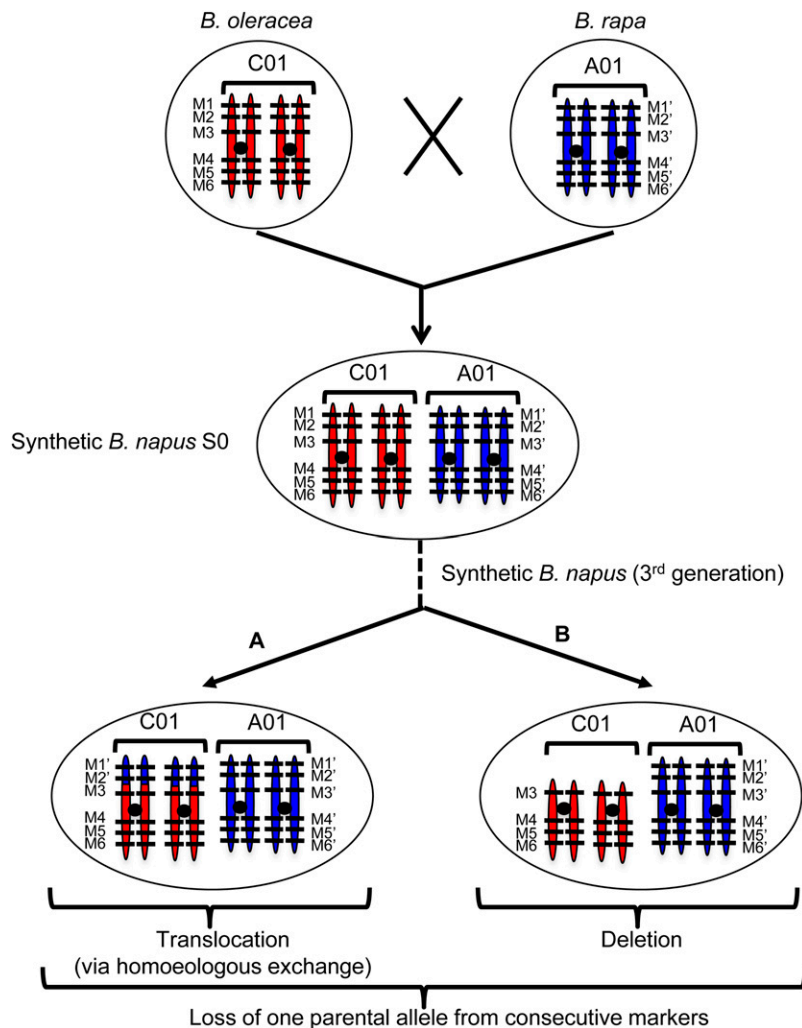 B. oleracea
B. rapa
C01
A01
M1
M2
M3
M4
M5
M6
M1’
M2’
M3’
M4’
M5’
M6’
C01
A01
Synthetic B. napus S0
M1
M2
M3
M4
M5
M6
M1’
M2’
M3’
M4’
M5’
M6’
Synthetic B. napus (3rd generation)
A
B
C01
A01
M1’
M2’
M3
M4
M5
M6
M1’
M2’
M3’
M4’
M5’
M6’
C01
A01
M3
M4
M5
M6
M1’
M2’
M3’
M4’
M5’
M6’
Translocation
(via homoeologous exchange)
Deletion
Loss of one parental allele from consecutive markers